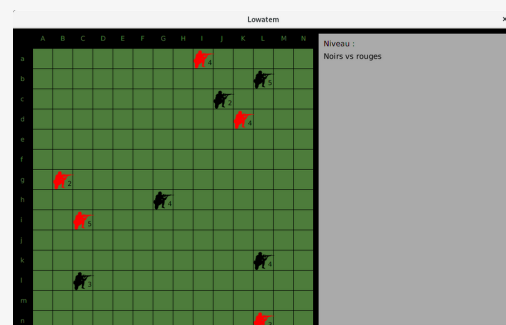 Lowatem ×
A B C D E F G H I J K L M N
Niveau :
Noirs vs rouges
a 4
b 5
c 2
d 4
e
f
g 2
h 4
i 5
j
k 4
l 3
m